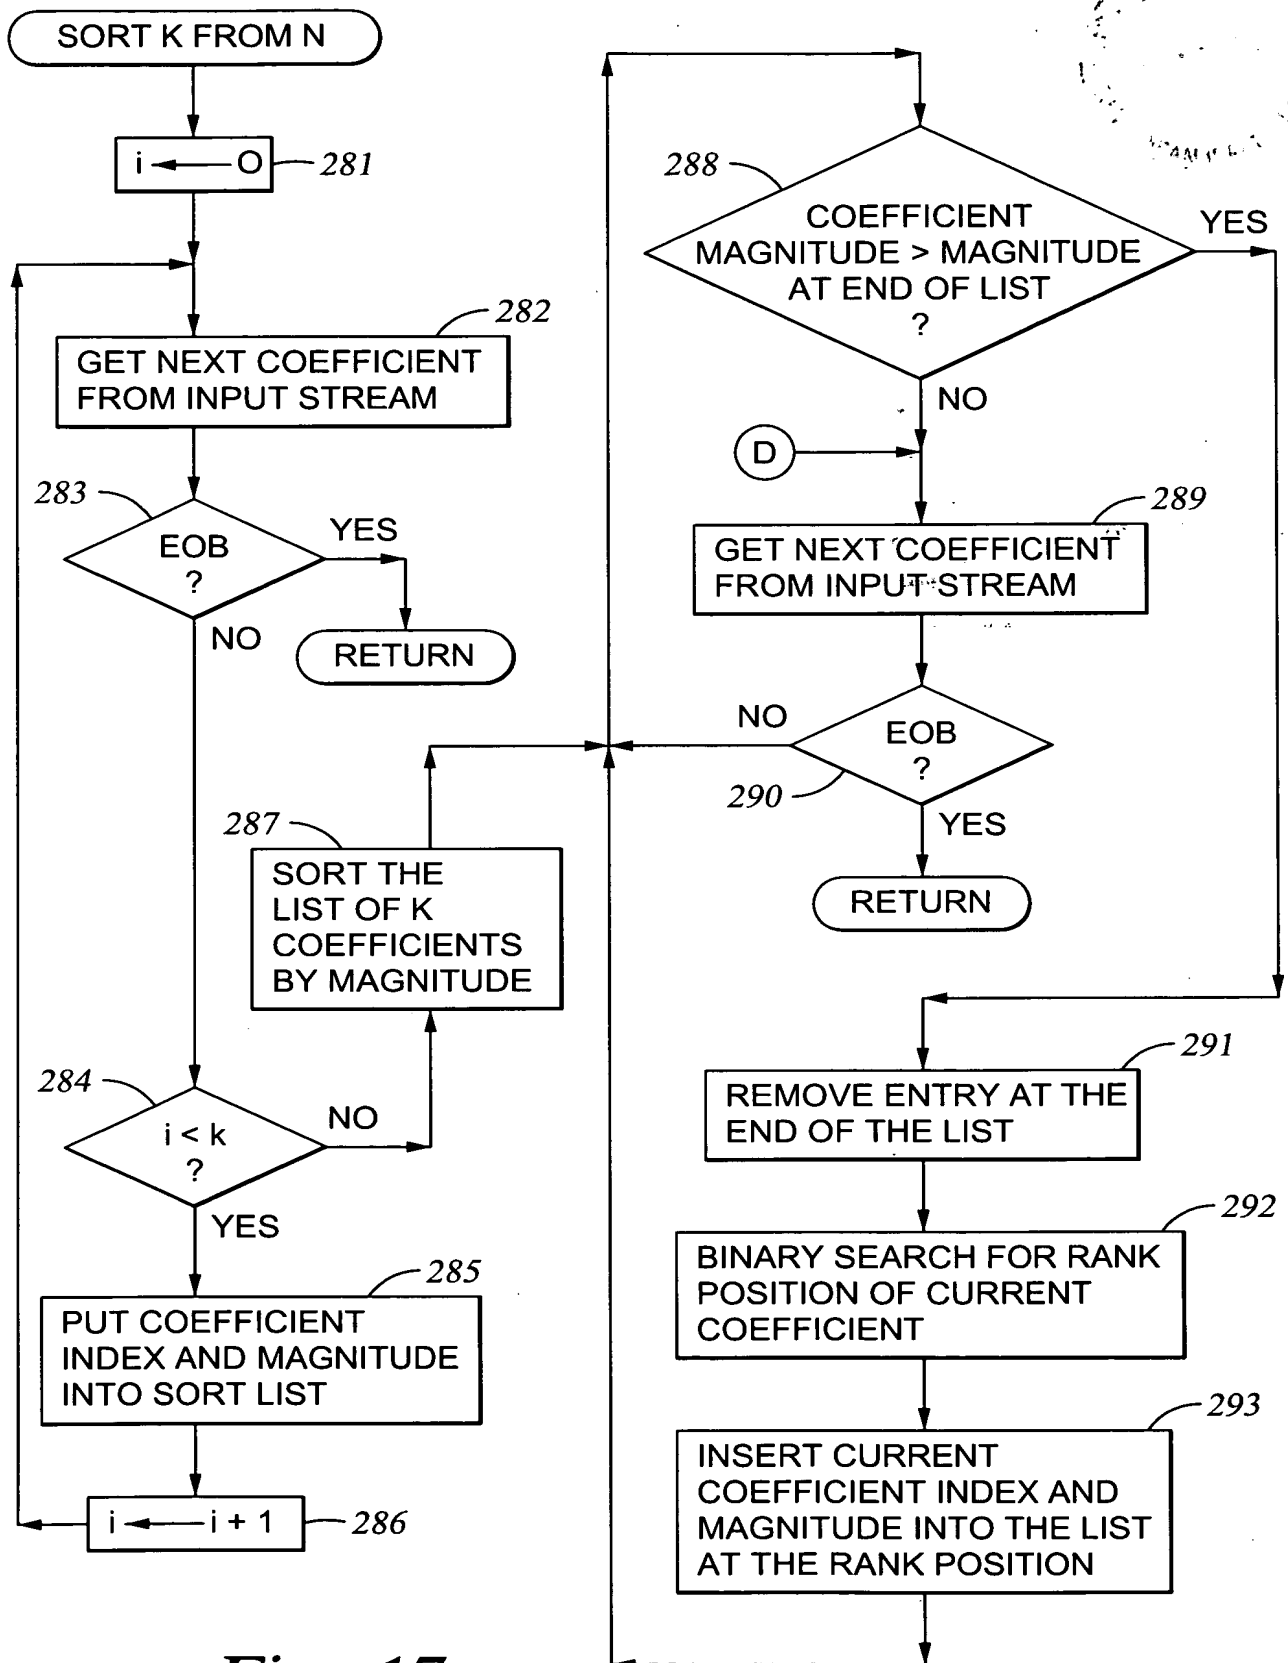 SORT K FROM N
i ← O
281
GET NEXT COEFFICIENT
FROM INPUT STREAM
282
EOB
?
283
YES
NO
RETURN
i < k
?
284
NO
YES
PUT COEFFICIENT
INDEX AND MAGNITUDE
INTO SORT LIST
285
i ← i + 1
286
287
SORT THE
LIST OF K
COEFFICIENTS
BY MAGNITUDE
288
COEFFICIENT
MAGNITUDE > MAGNITUDE
AT END OF LIST
?
YES
NO
D
289
GET NEXT COEFFICIENT
FROM INPUT STREAM
NO
EOB
?
290
YES
RETURN
291
REMOVE ENTRY AT THE
END OF THE LIST
292
BINARY SEARCH FOR RANK
POSITION OF CURRENT
COEFFICIENT
293
INSERT CURRENT
COEFFICIENT INDEX AND
MAGNITUDE INTO THE LIST
AT THE RANK POSITION